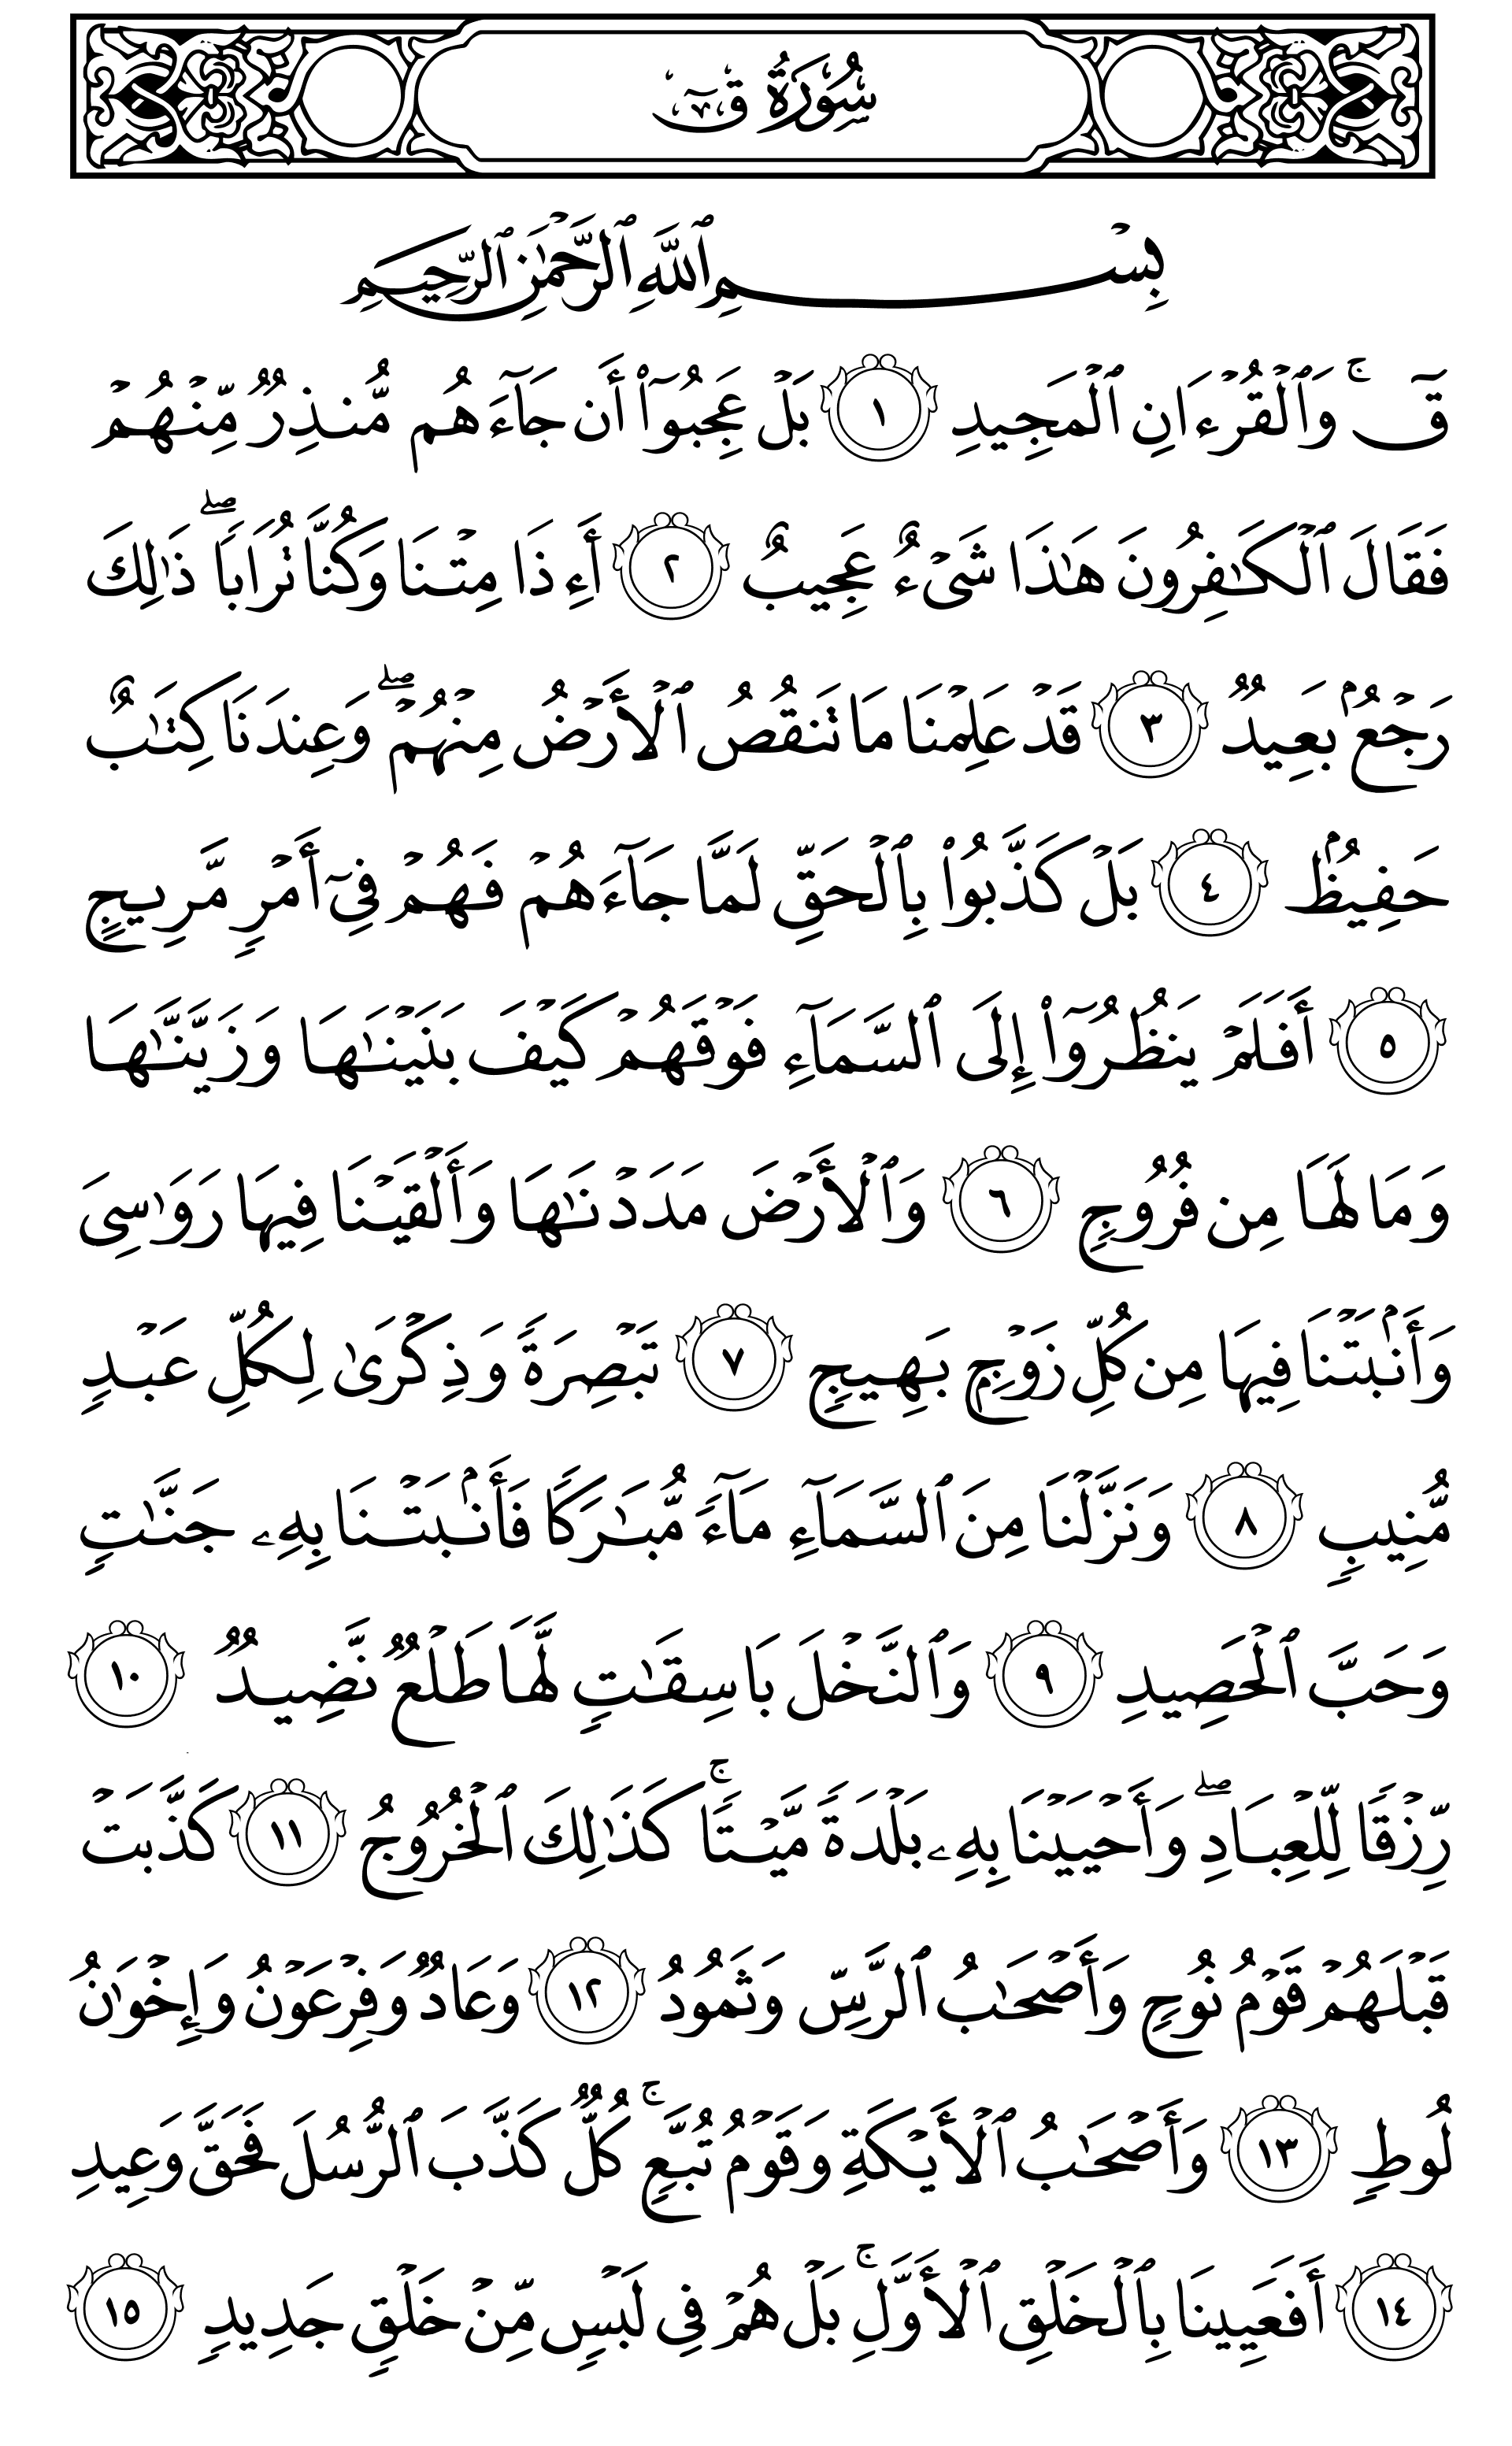 سُورَةُ قٓ
بِسْمِ ٱللَّهِ ٱلرَّحْمَٰنِ ٱلرَّحِيمِ
قٓ ۚ وَٱلْقُرْءَانِ ٱلْمَجِيدِ ١ بَلْ عَجِبُوٓا۟ أَن جَآءَهُم مُّنذِرٌ مِّنْهُمْ
فَقَالَ ٱلْكَٰفِرُونَ هَٰذَا شَىْءٌ عَجِيبٌ ٢ أَءِذَا مِتْنَا وَكُنَّا تُرَابًا ۖ ذَٰلِكَ
رَجْعٌۢ بَعِيدٌ ٣ قَدْ عَلِمْنَا مَا تَنقُصُ ٱلْأَرْضُ مِنْهُمْ ۖ وَعِندَنَا كِتَٰبٌ
حَفِيظٌۢ ٤ بَلْ كَذَّبُوا۟ بِٱلْحَقِّ لَمَّا جَآءَهُمْ فَهُمْ فِىٓ أَمْرٍ مَّرِيجٍ
٥ أَفَلَمْ يَنظُرُوٓا۟ إِلَى ٱلسَّمَآءِ فَوْقَهُمْ كَيْفَ بَنَيْنَٰهَا وَزَيَّنَّٰهَا
وَمَا لَهَا مِن فُرُوجٍ ٦ وَٱلْأَرْضَ مَدَدْنَٰهَا وَأَلْقَيْنَا فِيهَا رَوَٰسِىَ
وَأَنۢبَتْنَا فِيهَا مِن كُلِّ زَوْجٍۭ بَهِيجٍ ٧ تَبْصِرَةً وَذِكْرَىٰ لِكُلِّ عَبْدٍ
مُّنِيبٍ ٨ وَنَزَّلْنَا مِنَ ٱلسَّمَآءِ مَآءً مُّبَٰرَكًا فَأَنۢبَتْنَا بِهِۦ جَنَّٰتٍ
وَحَبَّ ٱلْحَصِيدِ ٩ وَٱلنَّخْلَ بَاسِقَٰتٍ لَّهَا طَلْعٌ نَّضِيدٌ ١٠
رِّزْقًا لِّلْعِبَادِ ۖ وَأَحْيَيْنَا بِهِۦ بَلْدَةً مَّيْتًا ۚ كَذَٰلِكَ ٱلْخُرُوجُ ١١ كَذَّبَتْ
قَبْلَهُمْ قَوْمُ نُوحٍ وَأَصْحَٰبُ ٱلرَّسِّ وَثَمُودُ ١٢ وَعَادٌ وَفِرْعَوْنُ وَإِخْوَٰنُ
لُوطٍ ١٣ وَأَصْحَٰبُ ٱلْأَيْكَةِ وَقَوْمُ تُبَّعٍ ۚ كُلٌّ كَذَّبَ ٱلرُّسُلَ فَحَقَّ وَعِيدِ
١٤ أَفَعَيِينَا بِٱلْخَلْقِ ٱلْأَوَّلِ ۚ بَلْ هُمْ فِى لَبْسٍ مِّنْ خَلْقٍ جَدِيدٍ ١٥